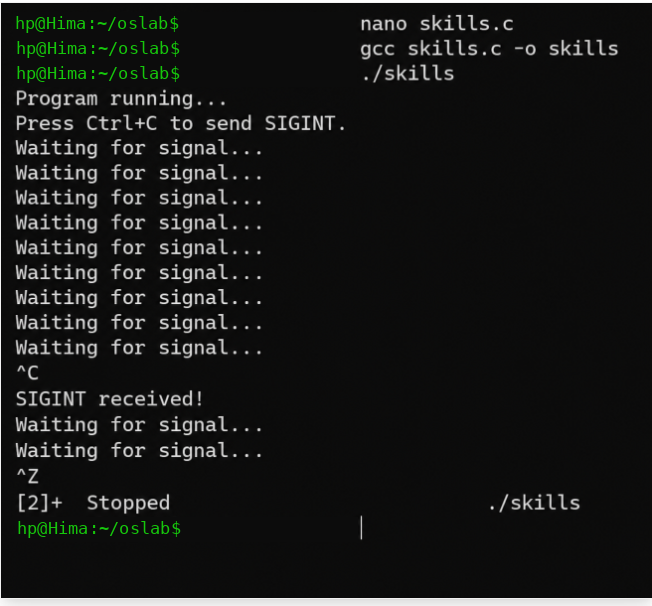 hp@Hima:~/oslab$ nano skills.c
hp@Hima:~/oslab$ gcc skills.c -o skills
hp@Hima:~/oslab$ ./skills
Program running...
Press Ctrl+C to send SIGINT.
Waiting for signal...
Waiting for signal...
Waiting for signal...
Waiting for signal...
Waiting for signal...
Waiting for signal...
Waiting for signal...
Waiting for signal...
Waiting for signal...
^C
SIGINT received!
Waiting for signal...
Waiting for signal...
^Z
[2]+  Stopped                 ./skills
hp@Hima:~/oslab$